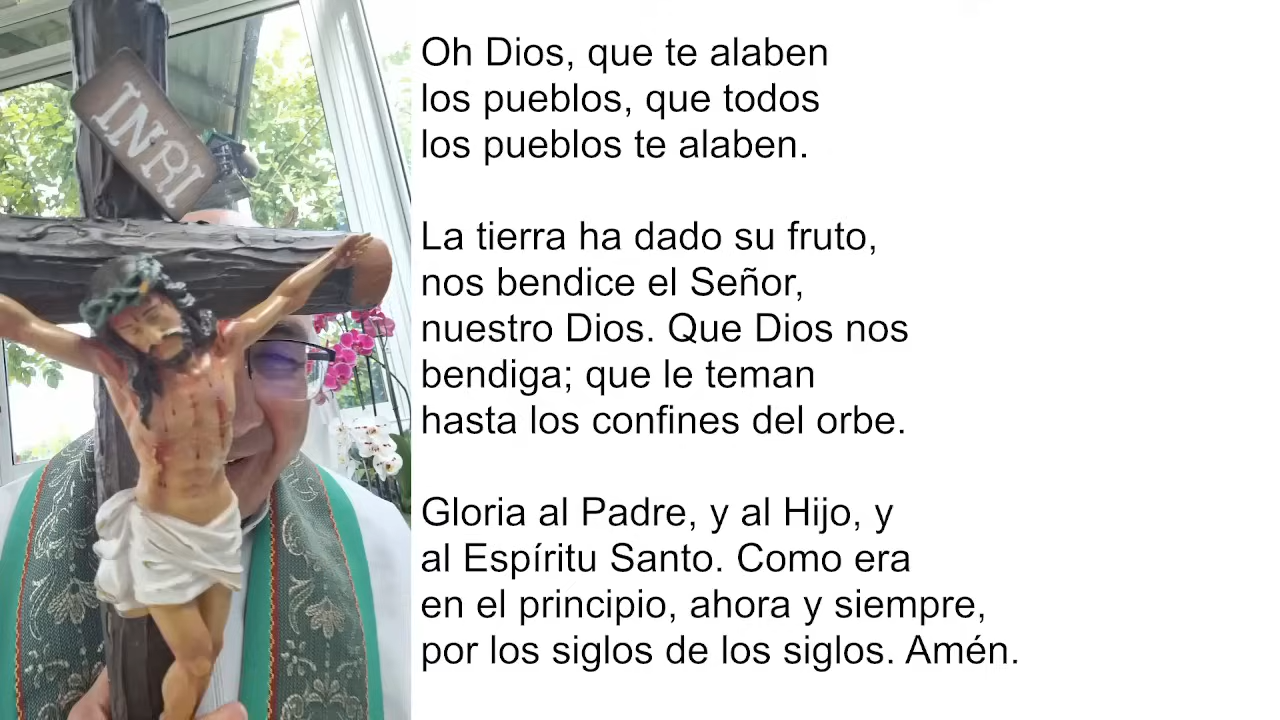 INRI
Oh Dios, que te alaben
los pueblos, que todos
los pueblos te alaben.
La tierra ha dado su fruto,
nos bendice el Señor,
nuestro Dios. Que Dios nos
bendiga; que le teman
hasta los confines del orbe.
Gloria al Padre, y al Hijo, y
al Espíritu Santo. Como era
en el principio, ahora y siempre,
por los siglos de los siglos. Amén.